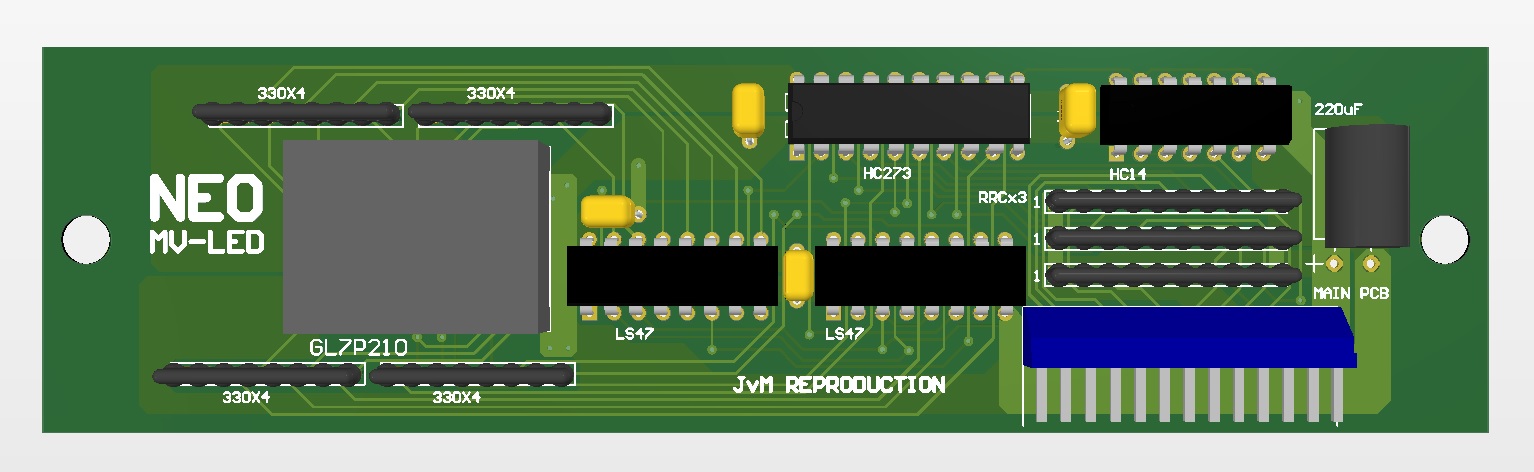 330X4
330X4
220uF
HC273
HC14
NEO
MV-LED
RRCx3
1
1
1
+
MAIN PCB
LS47
LS47
GL7P210
JvM REPRODUCTION
330X4
330X4